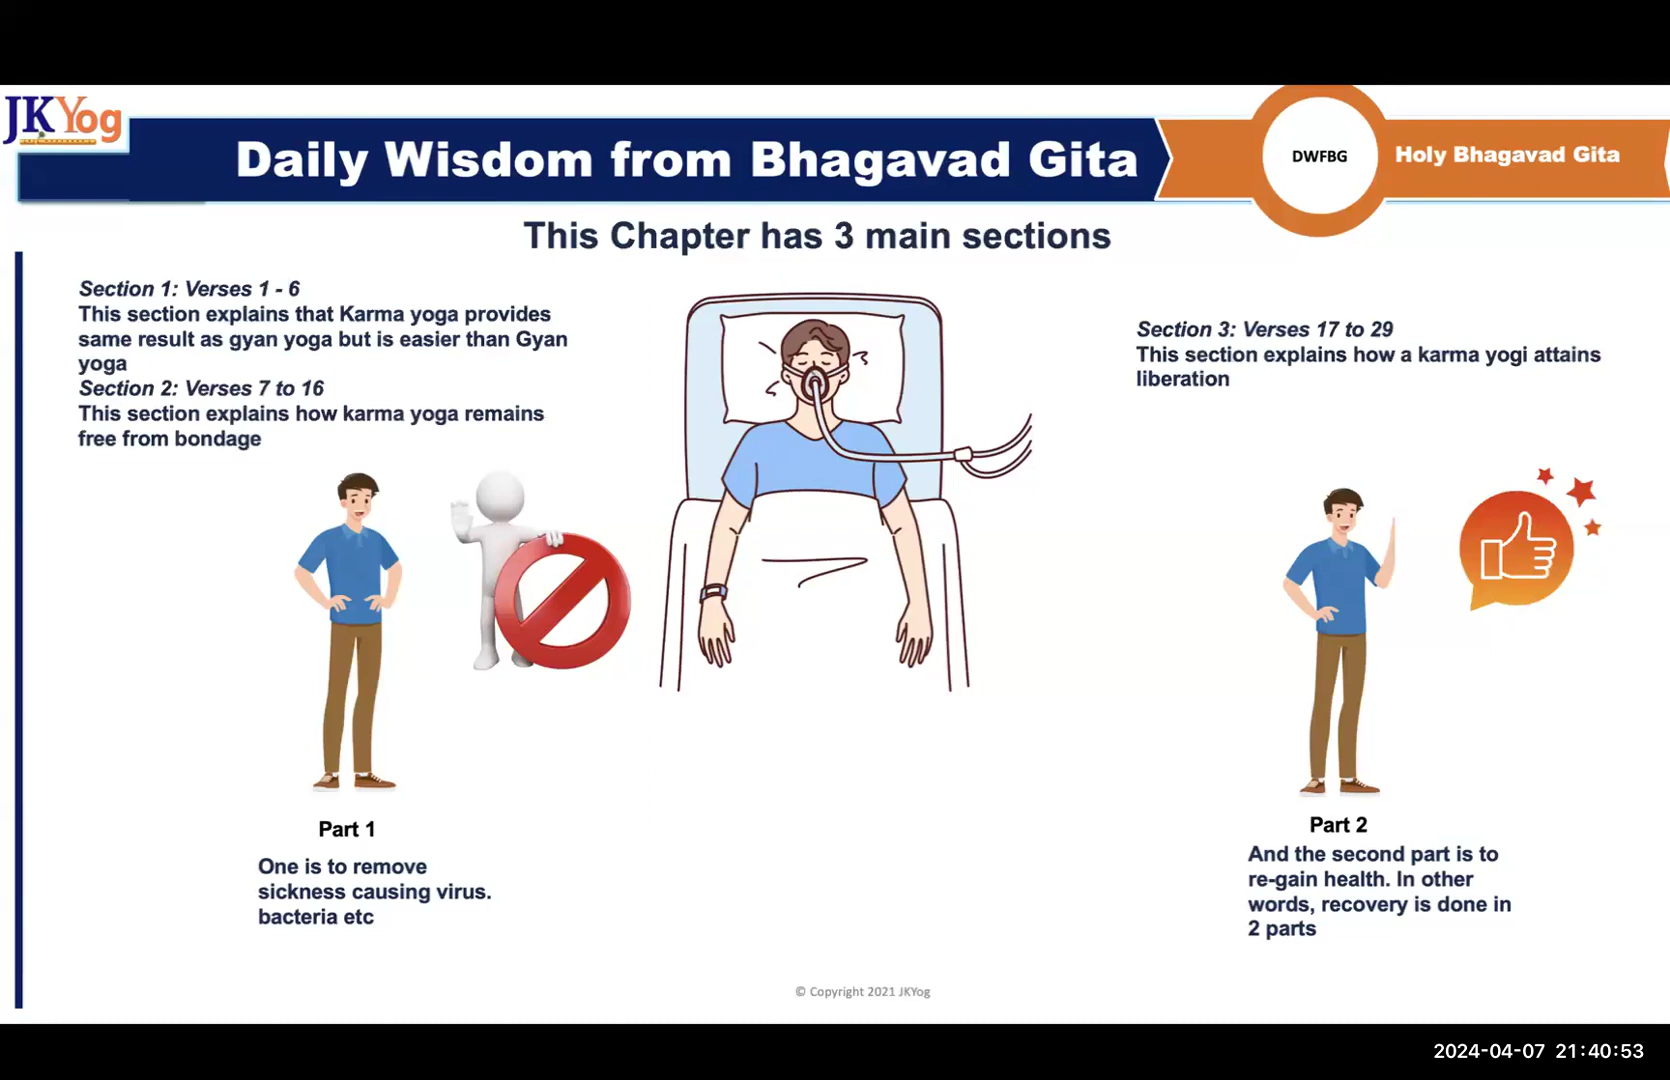 JKYog
Daily Wisdom from Bhagavad Gita
DWFBG
Holy Bhagavad Gita
This Chapter has 3 main sections
Section 1: Verses 1 - 6
This section explains that Karma yoga provides
same result as gyan yoga but is easier than Gyan
yoga
Section 2: Verses 7 to 16
This section explains how karma yoga remains
free from bondage
Section 3: Verses 17 to 29
This section explains how a karma yogi attains
liberation
Part 1
One is to remove
sickness causing virus.
bacteria etc
Part 2
And the second part is to
re-gain health. In other
words, recovery is done in
2 parts
© Copyright 2021 JKYog
2024-04-07 21:40:53